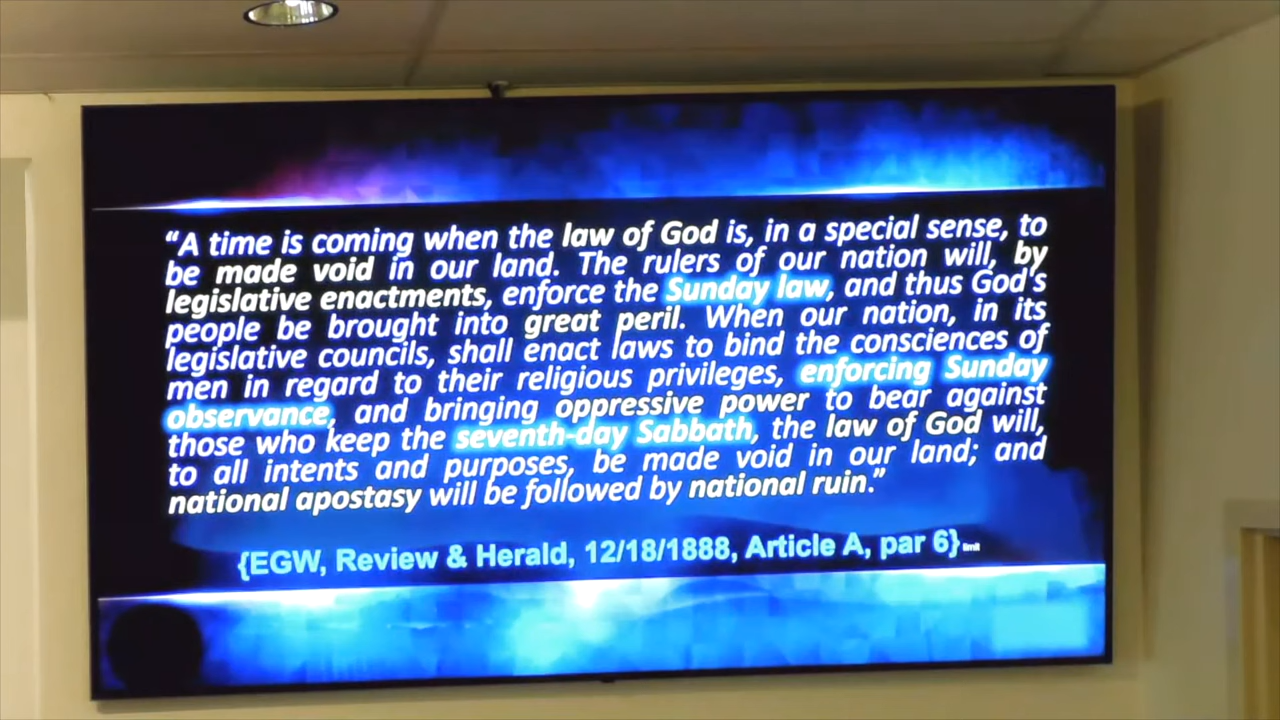 “A time is coming when the law of God is, in a special sense, to
be made void in our land. The rulers of our nation will, by
legislative enactments, enforce the Sunday law, and thus God's
people be brought into great peril. When our nation, in its
legislative councils, shall enact laws to bind the consciences of
men in regard to their religious privileges, enforcing Sunday
observance, and bringing oppressive power to bear against
those who keep the seventh-day Sabbath, the law of God will,
to all intents and purposes, be made void in our land; and
national apostasy will be followed by national ruin.”
{EGW, Review & Herald, 12/18/1888, Article A, par 6} limit